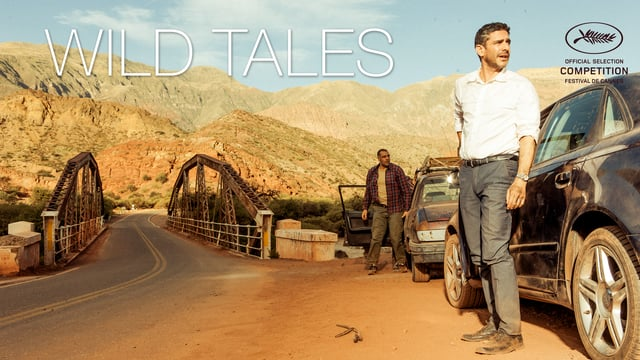 WILD TALES
OFFICIAL SELECTION
COMPETITION
FESTIVAL DE CANNES